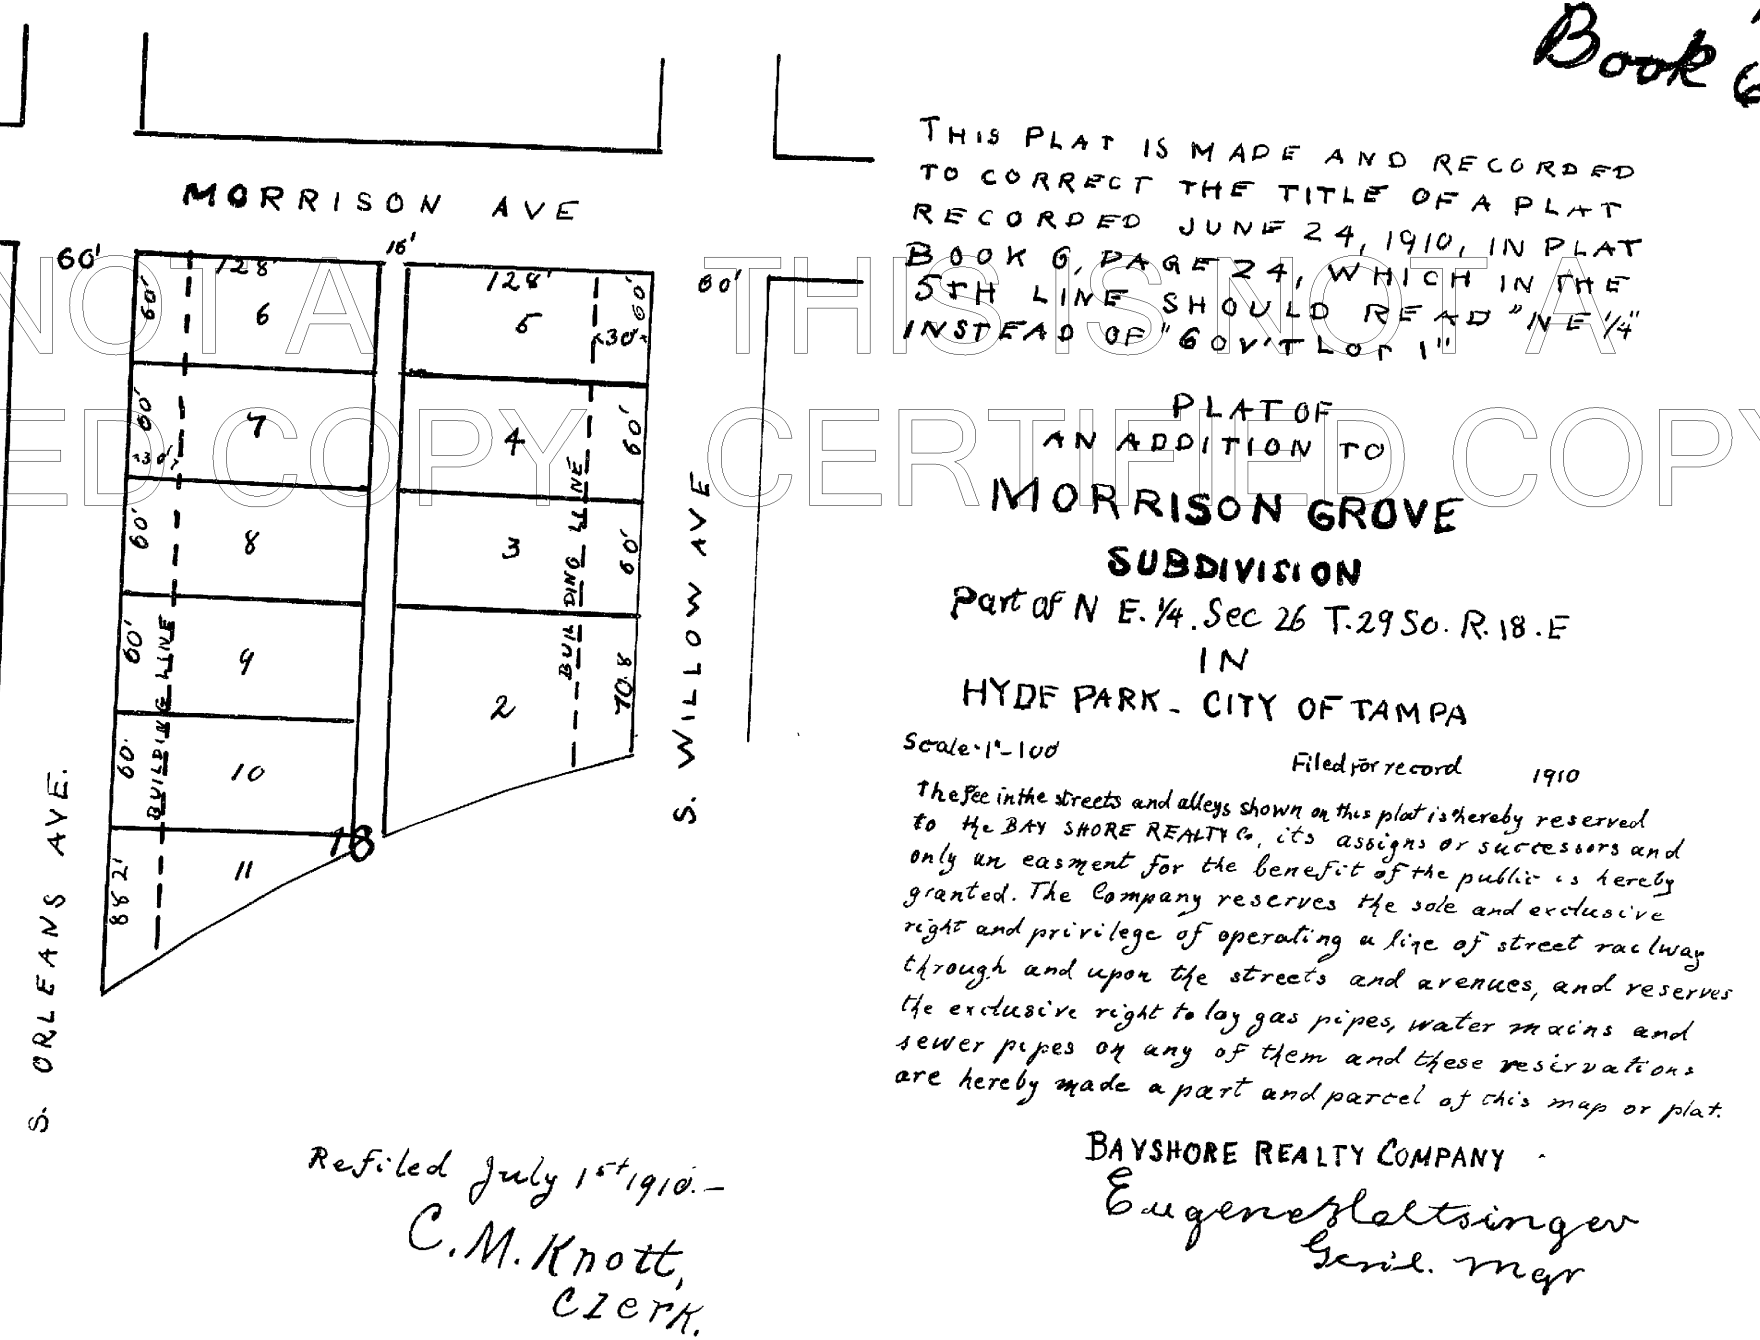 Book 6
THIS PLAT IS MADE AND RECORDED
TO CORRECT THE TITLE OF A PLAT
RECORDED JUNE 24, 1910, IN PLAT
BOOK 6, PAGE 24, WHICH IN THE
5TH LINE SHOULD READ "NE 1/4"
INSTEAD OF "GOV'T LOT 1"
PLAT OF
AN ADDITION TO
MORRISON GROVE
SUBDIVISION
Part of N E. 1/4. Sec 26 T. 29 So. R. 18. E
IN
HYDE PARK - CITY OF TAMPA
Scale-1"-100'
Filed for record 1910
The fee in the streets and alleys shown on this plat is hereby reserved
to the BAY SHORE REALTY Co, its assigns or successors and
only an easment for the benefit of the public is hereby
granted. The Company reserves the sole and exclusive
right and privilege of operating a line of street railway
through and upon the streets and avenues, and reserves
the exclusive right to lay gas pipes, water mains and
sewer pipes on any of them and these reservations
are hereby made a part and parcel of this map or plat.
BAYSHORE REALTY COMPANY
Eugene Holtsinger
Genl. Mgr
MORRISON AVE
60'
128'
16'
128'
60'
60'
6
5
60'
30'
60'
7
4
60'
30'
60'
8
3
60'
60'
9
2
70.8
60'
10
88.21
11
18
BUILDING LINE
BUILDING LINE
S. WILLOW AVE
S. ORLEANS AVE.
Refiled July 1st 1910.-
C. M. Knott,
Clerk.
NOT A THIS IS NOT A
ED COPY CERTIFIED COPY